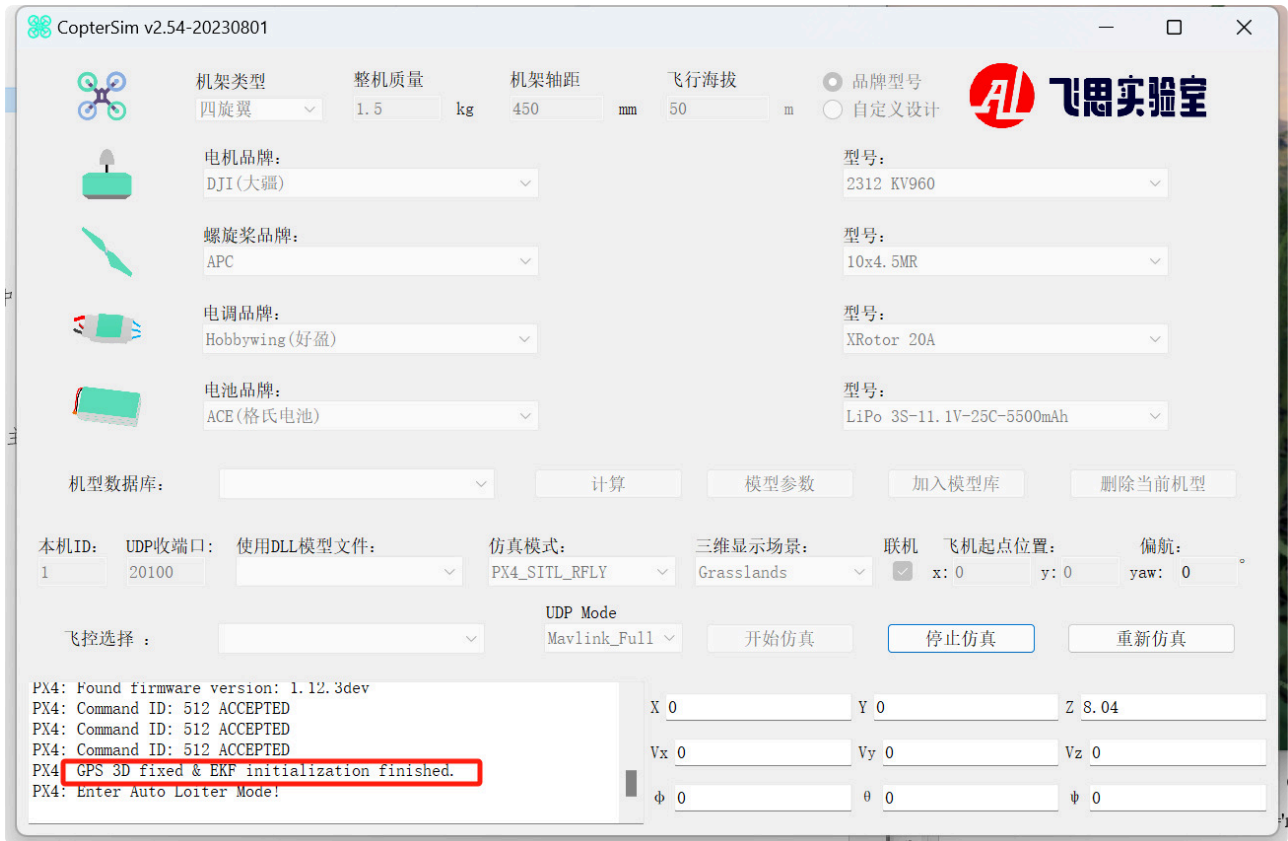 CopterSim v2.54-20230801
机架类型 整机质量 机架轴距 飞行海拔 品牌型号
四旋翼 1.5 kg 450 mm 50 m 自定义设计
飞思实验室
电机品牌: 型号:
DJI(大疆) 2312 KV960
螺旋桨品牌: 型号:
APC 10x4.5MR
电调品牌: 型号:
Hobbywing(好盈) XRotor 20A
电池品牌: 型号:
ACE(格氏电池) LiPo 3S-11.1V-25C-5500mAh
机型数据库: 计算 模型参数 加入模型库 删除当前机型
本机ID: UDP收端口: 使用DLL模型文件: 仿真模式: 三维显示场景: 联机 飞机起点位置: 偏航:
1 20100 PX4_SITL_RFLY Grasslands x: 0 y: 0 yaw: 0 °
UDP Mode
飞控选择 : Mavlink_Full 开始仿真 停止仿真 重新仿真
PX4: Found firmware version: 1.12.3dev
PX4: Command ID: 512 ACCEPTED
PX4: Command ID: 512 ACCEPTED
PX4: Command ID: 512 ACCEPTED
PX4: GPS 3D fixed & EKF initialization finished.
PX4: Enter Auto Loiter Mode!
X 0 Y 0 Z 8.04
Vx 0 Vy 0 Vz 0
ϕ 0 θ 0 ψ 0